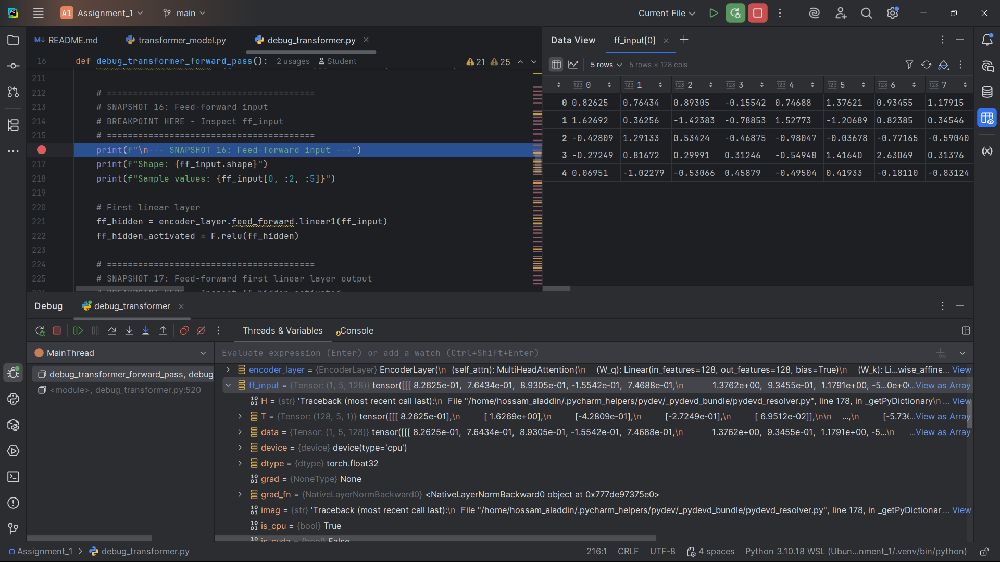 PC
A1 Assignment_1 main Current File
README.md transformer_model.py debug_transformer.py
16 def debug_transformer_forward_pass(): 2 usages Student 21 25
211
212 # ========================================
213 # SNAPSHOT 16: Feed-forward input
214 # BREAKPOINT HERE - Inspect ff_input
215 # ========================================
print(f"\n--- SNAPSHOT 16: Feed-forward input ---")
217 print(f"Shape: {ff_input.shape}")
218 print(f"Sample values: {ff_input[0, :2, :5]}")
219
220 # First linear layer
221 ff_hidden = encoder_layer.feed_forward.linear1(ff_input)
222 ff_hidden_activated = F.relu(ff_hidden)
223
224 # ========================================
225 # SNAPSHOT 17: Feed-forward first linear layer output
Data View ff_input[0]
5 rows 5 rows × 128 cols
0 1 2 3 4 5 6 7
0 0.82625 0.76434 0.89305 -0.15542 0.74688 1.37621 0.93455 1.17915
1 1.62692 0.36256 -1.42383 -0.78853 1.52773 -1.20689 0.82385 0.34546
2 -0.42809 1.29133 0.53424 -0.46875 -0.98047 -0.03678 -0.77165 -0.59040
3 -0.27249 0.81672 0.29991 0.31246 -0.54948 1.41640 2.63069 0.31376
4 0.06951 -1.02279 -0.53066 0.45879 -0.49504 0.41933 -0.18110 -0.83124
Debug debug_transformer
Threads & Variables Console
MainThread
debug_transformer_forward_pass, debug
<module>, debug_transformer.py:520
Evaluate expression (Enter) or add a watch (Ctrl+Shift+Enter)
encoder_layer = {EncoderLayer} EncoderLayer(\n (self_attn): MultiHeadAttention(\n (W_q): Linear(in_features=128, out_features=128, bias=True)\n (W_k): Li...wise_affine... View
ff_input = {Tensor: (1, 5, 128)} tensor([[[ 8.2625e-01, 7.6434e-01, 8.9305e-01, -1.5542e-01, 7.4688e-01,\n 1.3762e+00, 9.3455e-01, 1.1791e+00, -5...0e+0(...View as Array
H = {str} 'Traceback (most recent call last):\n File "/home/hossam_aladdin/.pycharm_helpers/pydev/_pydevd_bundle/pydevd_resolver.py", line 178, in _getPyDictionary\n ... View
T = {Tensor: (128, 5, 1)} tensor([[[ 8.2625e-01],\n [ 1.6269e+00],\n [-4.2809e-01],\n [-2.7249e-01],\n [ 6.9512e-02]],\n\n ...,\n [-5.736...View as Array
data = {Tensor: (1, 5, 128)} tensor([[[ 8.2625e-01, 7.6434e-01, 8.9305e-01, -1.5542e-01, 7.4688e-01,\n 1.3762e+00, 9.3455e-01, 1.1791e+00, -5...\n ...View as Array
device = {device} device(type='cpu')
dtype = {dtype} torch.float32
grad = {NoneType} None
grad_fn = {NativeLayerNormBackward0} <NativeLayerNormBackward0 object at 0x777de97375e0>
imag = {str} 'Traceback (most recent call last):\n File "/home/hossam_aladdin/.pycharm_helpers/pydev/_pydevd_bundle/pydevd_resolver.py", line 178, in _getPyDictionar... View
is_cpu = {bool} True
is_cuda = {bool} False
Assignment_1 > debug_transformer.py 216:1 CRLF UTF-8 4 spaces Python 3.10.18 WSL (Ubun...nment_1/.venv/bin/python)